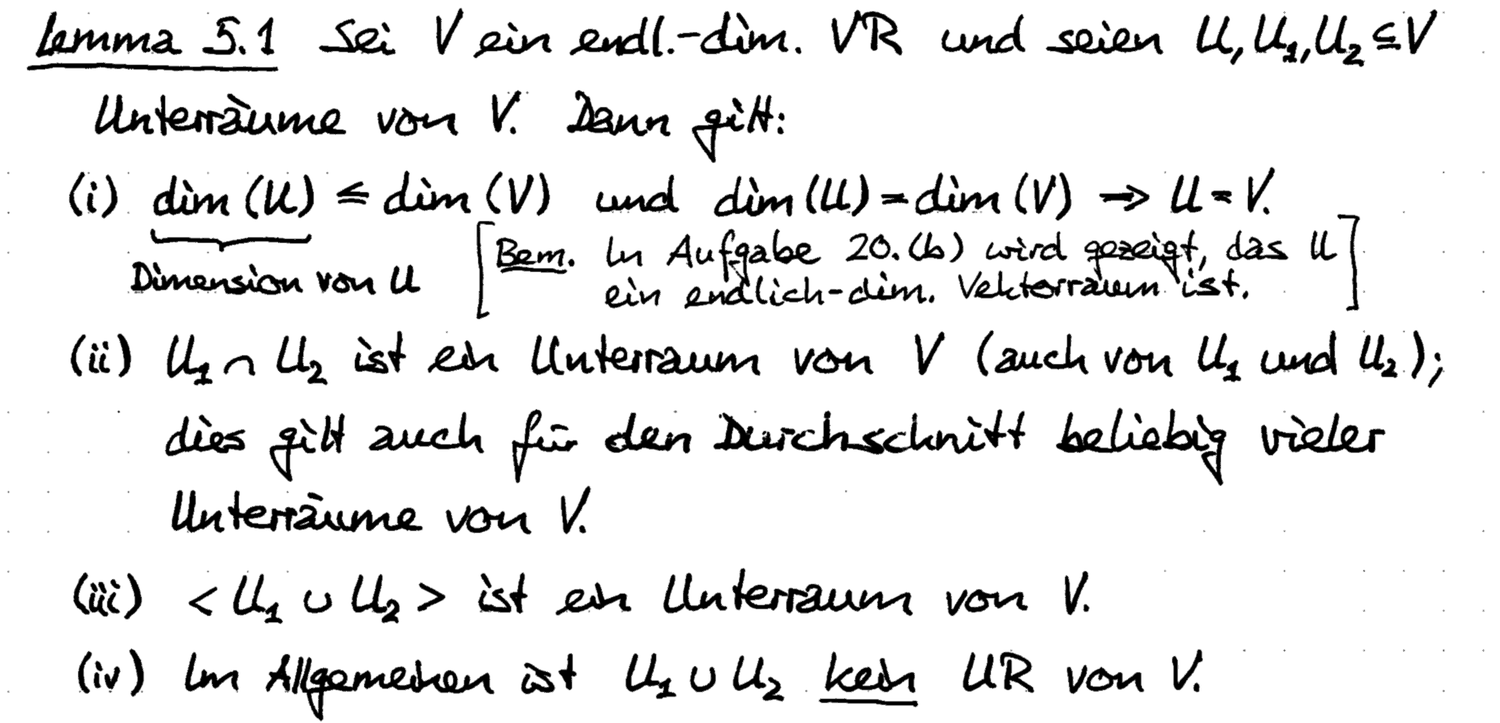 Lemma 5.1 Sei V ein endl.-dim. VR und seien U, U₁, U₂ ⊆ V
Unterräume von V. Dann gilt:
(i) dim (U) ≤ dim (V) und dim (U) = dim (V) ⇒ U = V.
Dimension von U
[Bem. In Aufgabe 20.(b) wird gezeigt, das U
ein endlich-dim. Vektorraum ist.]
(ii) U₁ ∩ U₂ ist ein Unterraum von V (auch von U₁ und U₂);
dies gilt auch für den Durchschnitt beliebig vieler
Unterräume von V.
(iii) < U₁ ∪ U₂ > ist ein Unterraum von V.
(iv) Im Allgemeinen ist U₁ ∪ U₂ kein UR von V.